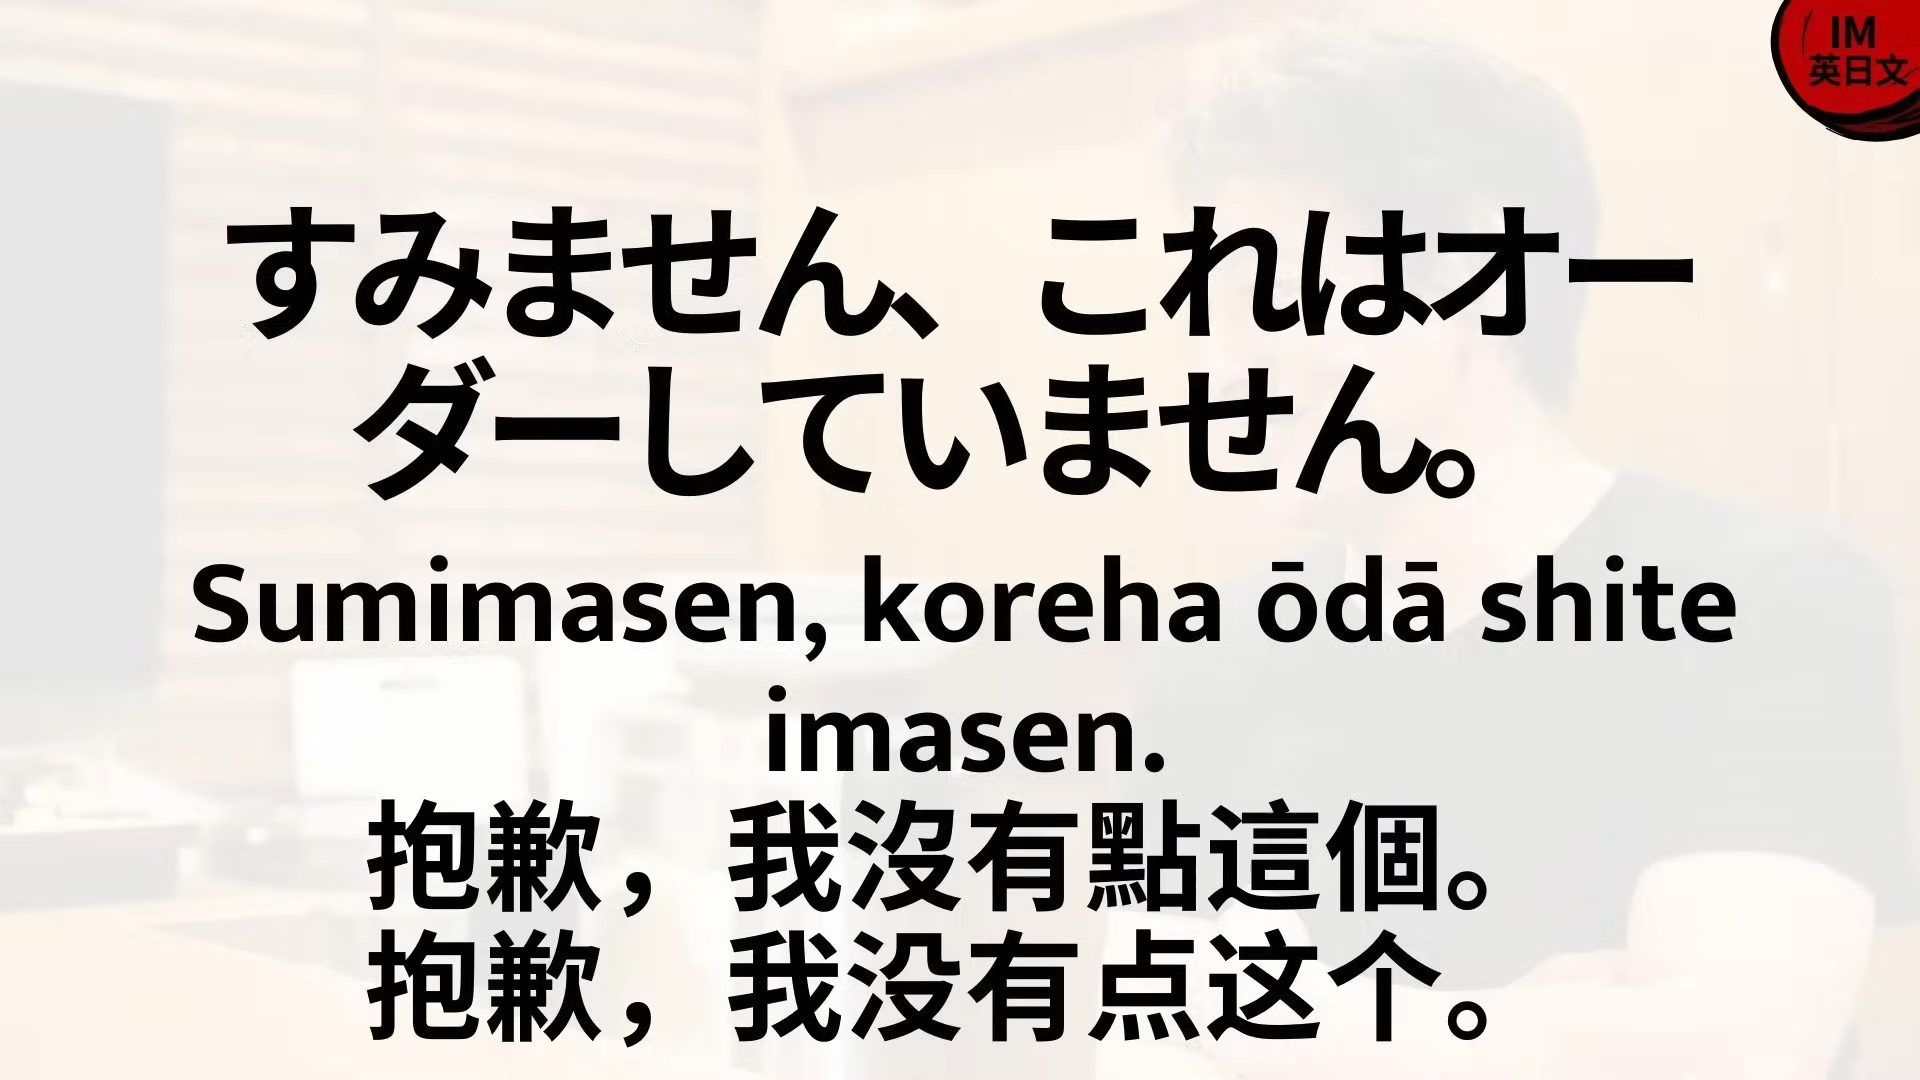 IM
英日文
すみません、これはオー
ダーしていません。
Sumimasen, koreha ōdā shite
imasen.
抱歉，我沒有點這個。
抱歉，我没有点这个。